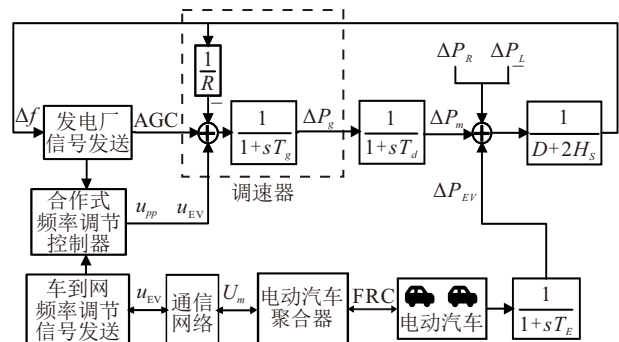 ΔP_R ΔP_L
1
R
Δf
发电厂
信号发送
AGC
1
1+sT_g
ΔP_g
1
1+sT_d
ΔP_m
1
D+2H_S
调速器
合作式
频率调节
控制器
u_pp u_EV
ΔP_EV
车到网
频率调节
信号发送
u_EV
通信
网络
U_m
电动汽车
聚合器
FRC
电动汽车
1
1+sT_E